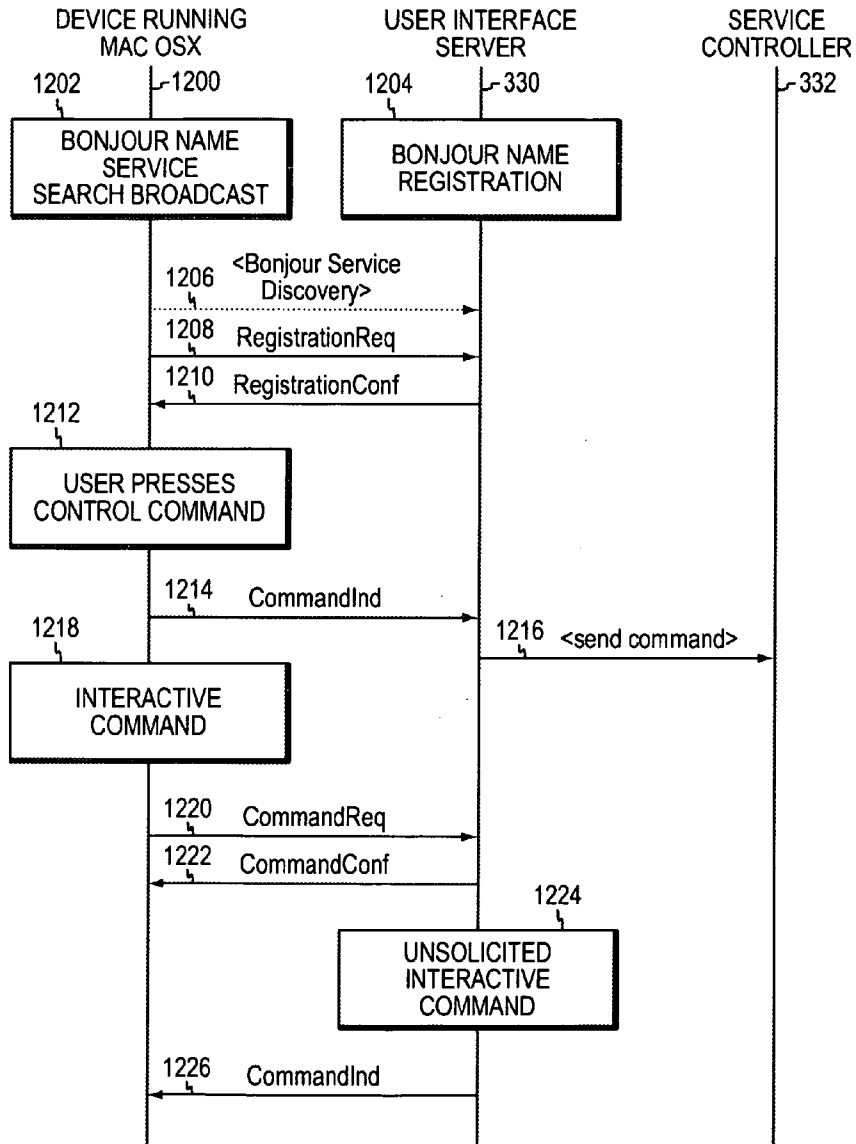 DEVICE RUNNING
MAC OSX
USER INTERFACE
SERVER
SERVICE
CONTROLLER
1202
1200
1204
330
332
BONJOUR NAME
SERVICE
SEARCH BROADCAST
BONJOUR NAME
REGISTRATION
1206
<Bonjour Service
Discovery>
1208
RegistrationReq
1210
RegistrationConf
1212
USER PRESSES
CONTROL COMMAND
1214
CommandInd
1216
<send command>
1218
INTERACTIVE
COMMAND
1220
CommandReq
1222
CommandConf
1224
UNSOLICITED
INTERACTIVE
COMMAND
1226
CommandInd